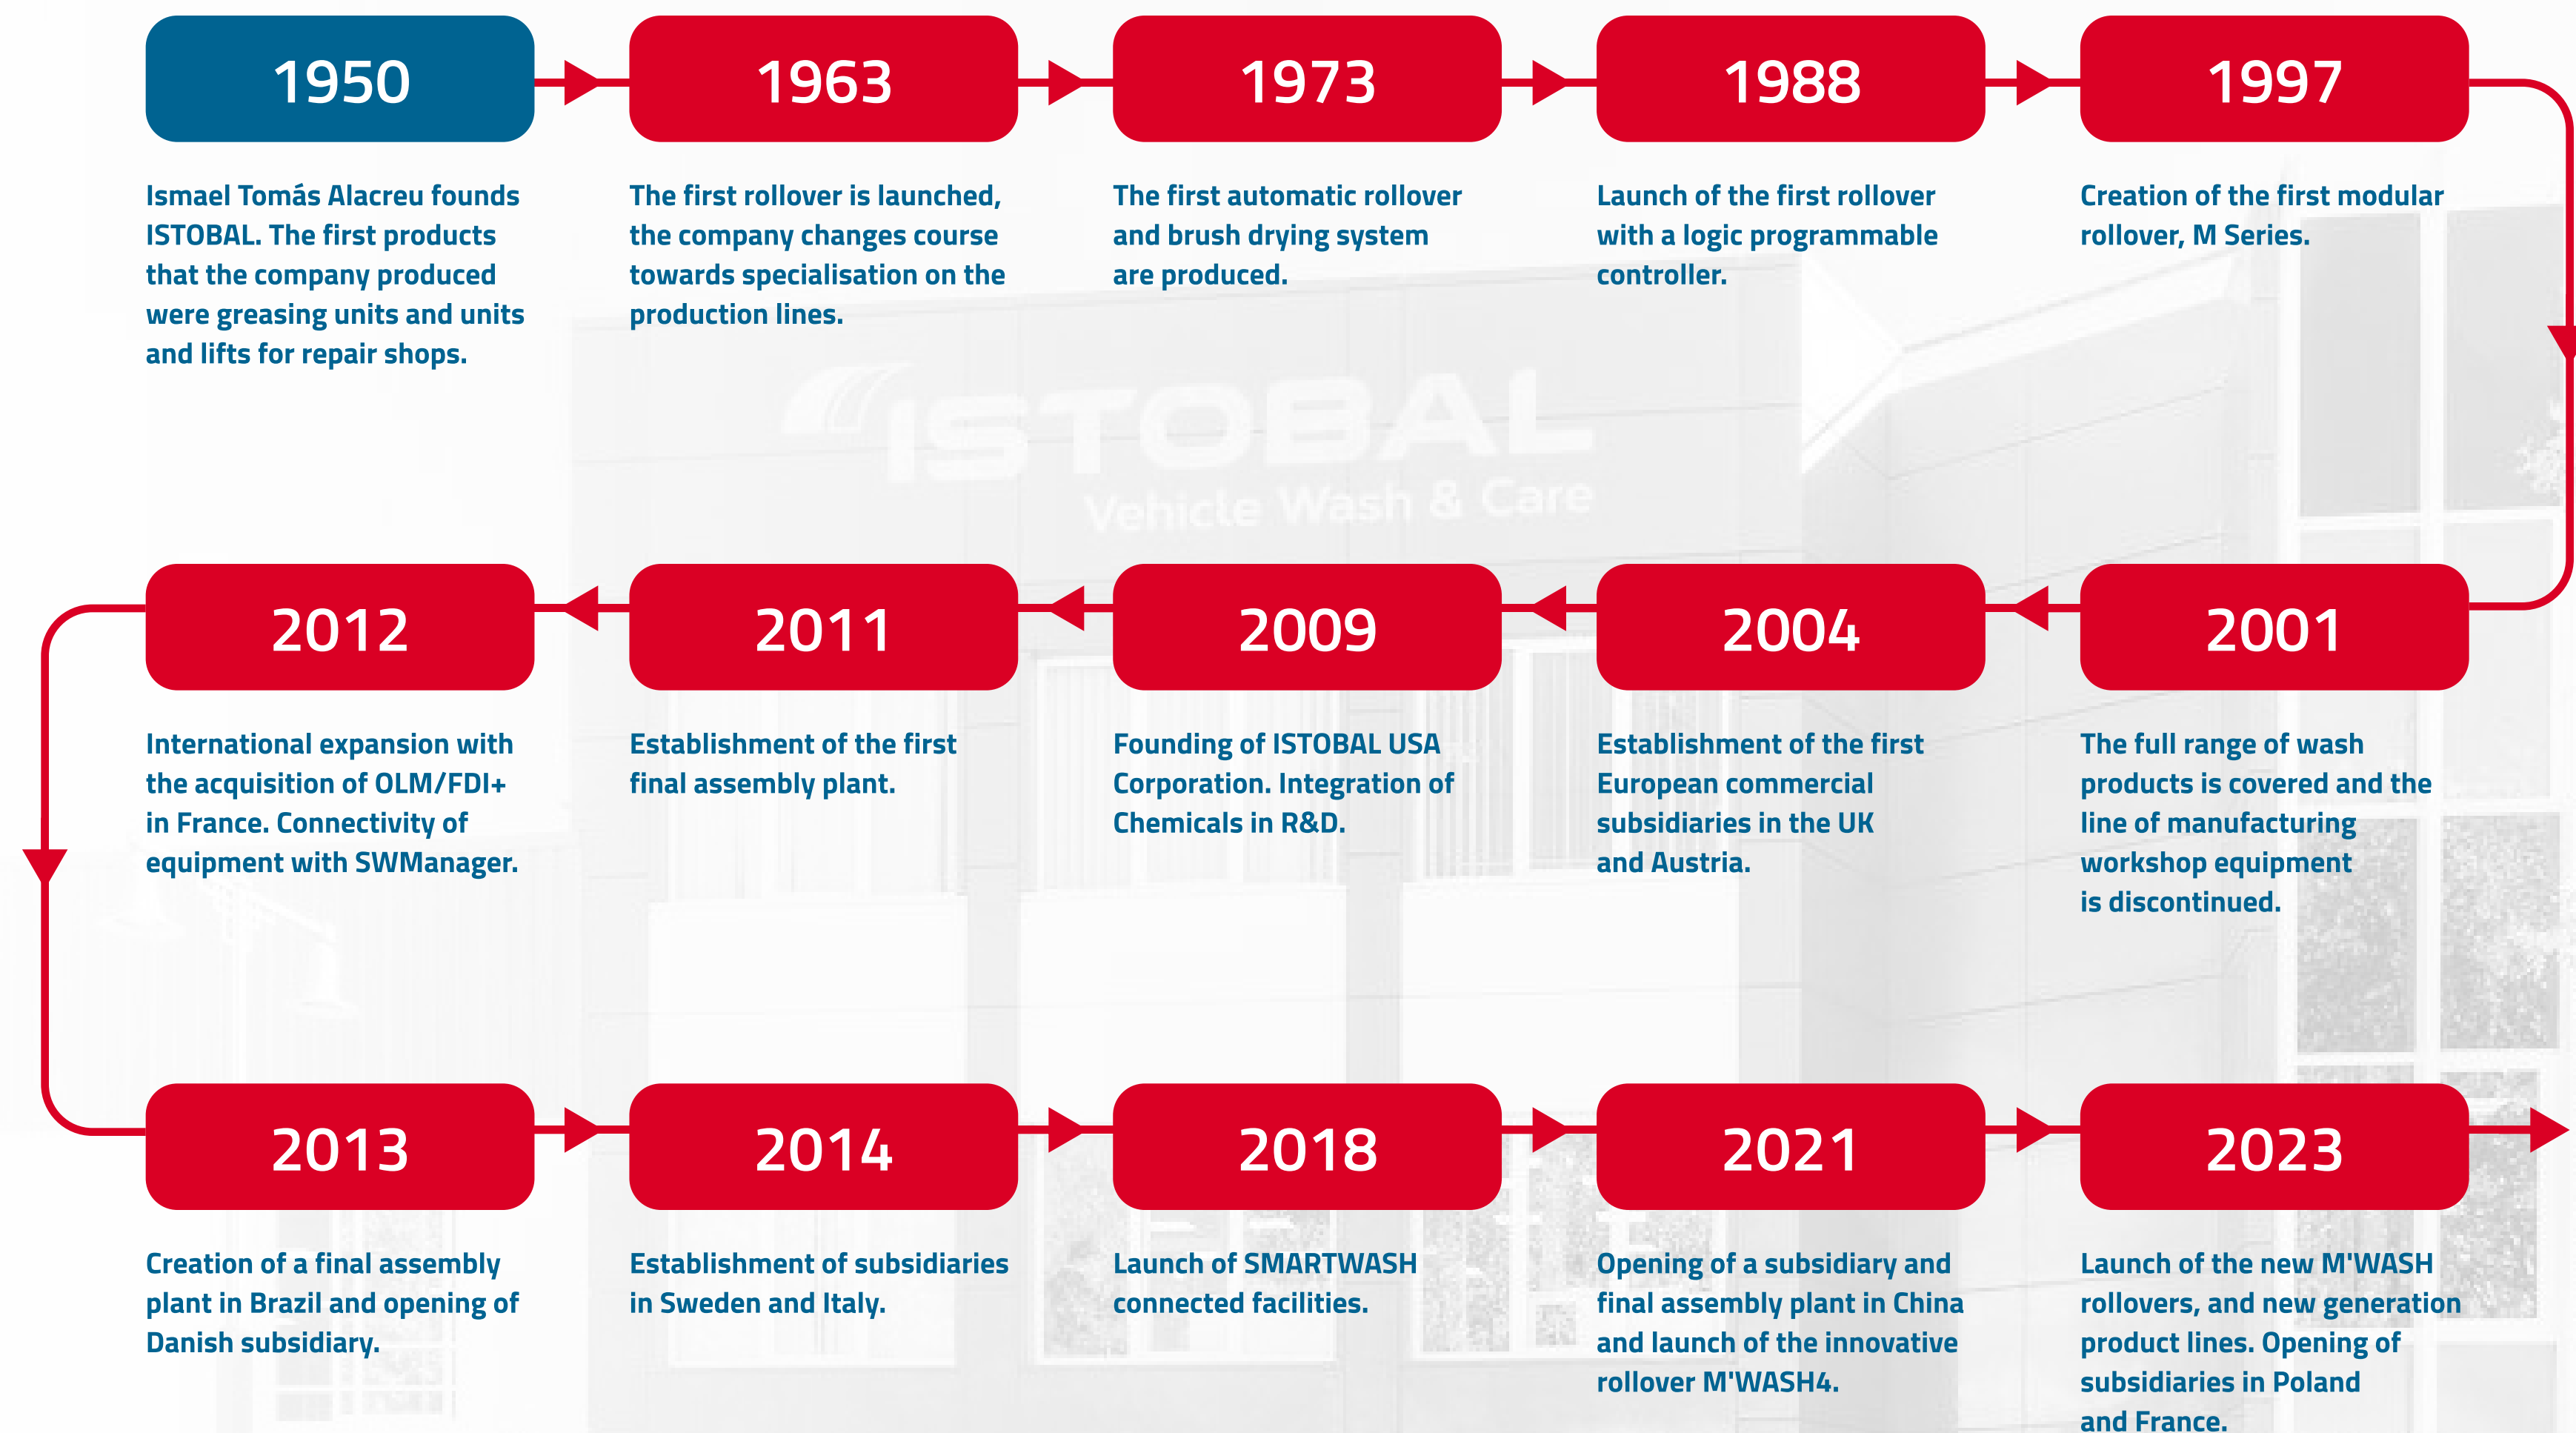 1950
Ismael Tomás Alacreu founds
ISTOBAL. The first products
that the company produced
were greasing units and units
and lifts for repair shops.
1963
The first rollover is launched,
the company changes course
towards specialisation on the
production lines.
1973
The first automatic rollover
and brush drying system
are produced.
1988
Launch of the first rollover
with a logic programmable
controller.
1997
Creation of the first modular
rollover, M Series.
ISTOBAL
Vehicle Wash & Care
2001
The full range of wash
products is covered and the
line of manufacturing
workshop equipment
is discontinued.
2004
Establishment of the first
European commercial
subsidiaries in the UK
and Austria.
2009
Founding of ISTOBAL USA
Corporation. Integration of
Chemicals in R&D.
2011
Establishment of the first
final assembly plant.
2012
International expansion with
the acquisition of OLM/FDI+
in France. Connectivity of
equipment with SWManager.
2013
Creation of a final assembly
plant in Brazil and opening of
Danish subsidiary.
2014
Establishment of subsidiaries
in Sweden and Italy.
2018
Launch of SMARTWASH
connected facilities.
2021
Opening of a subsidiary and
final assembly plant in China
and launch of the innovative
rollover M'WASH4.
2023
Launch of the new M'WASH
rollovers, and new generation
product lines. Opening of
subsidiaries in Poland
and France.